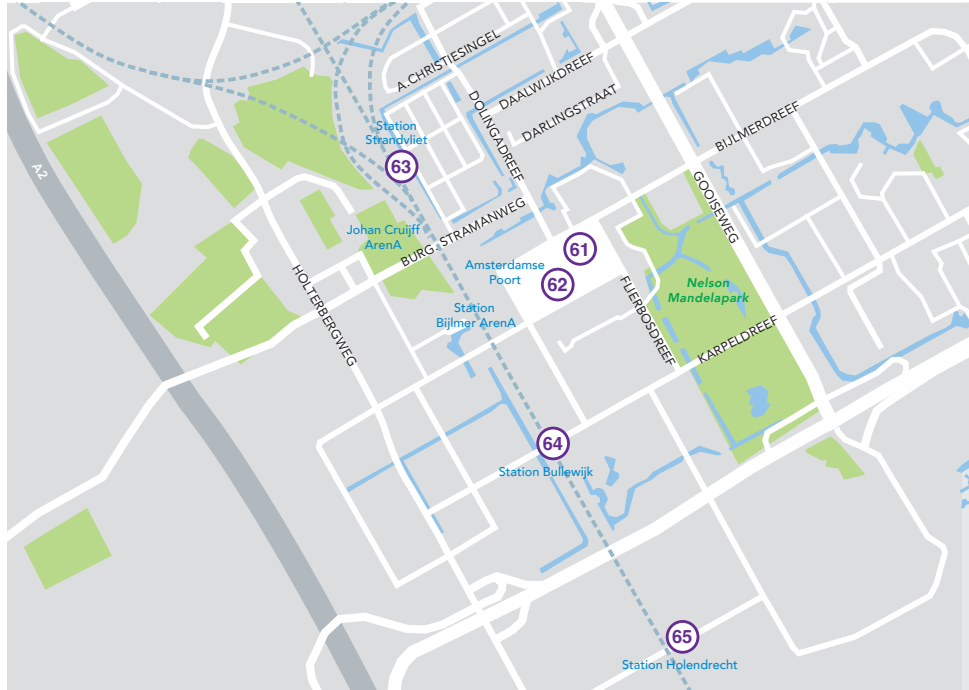 A.CHRISTIESINGEL
DAALWIJKDREEF
DOLINGADREEF
DARLINGSTRAAT
BIJLMERDREEF
Station
Strandvliet
63
A2
GOOISEWEG
Johan Cruijff
ArenA
BURG. STRAMANWEG
61
Amsterdamse
Poort
62
HOLTERBERGWEG
FLIERBOSDREEF
Nelson
Mandelapark
Station
Bijlmer ArenA
KARPELDREEF
64
Station Bullewijk
65
Station Holendrecht